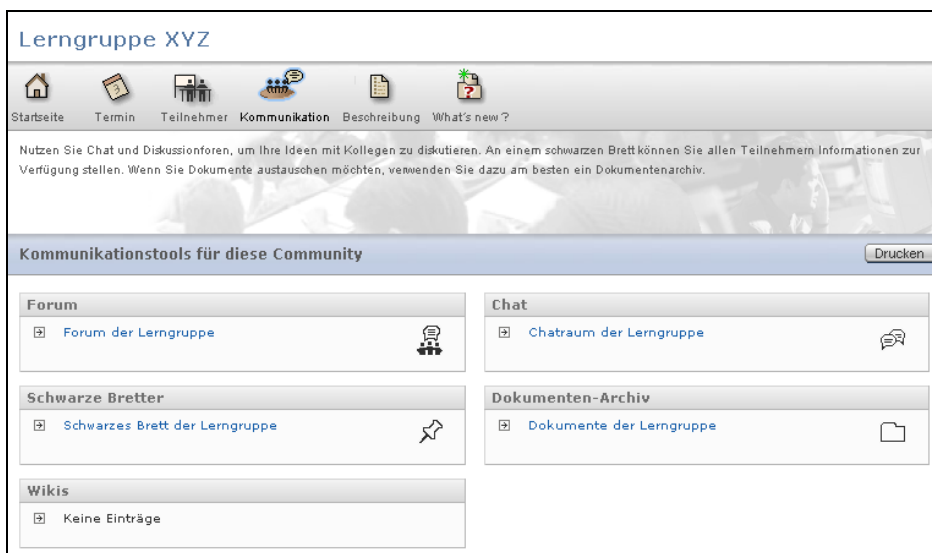 Lerngruppe XYZ
Startseite Termin Teilnehmer Kommunikation Beschreibung What's new ?
Nutzen Sie Chat und Diskussionforen, um Ihre Ideen mit Kollegen zu diskutieren. An einem schwarzen Brett können Sie allen Teilnehmern Informationen zur
Verfügung stellen. Wenn Sie Dokumente austauschen möchten, verwenden Sie dazu am besten ein Dokumentenarchiv.
Kommunikationstools für diese Community Drucken
Forum
Forum der Lerngruppe
Chat
Chatraum der Lerngruppe
Schwarze Bretter
Schwarzes Brett der Lerngruppe
Dokumenten-Archiv
Dokumente der Lerngruppe
Wikis
Keine Einträge